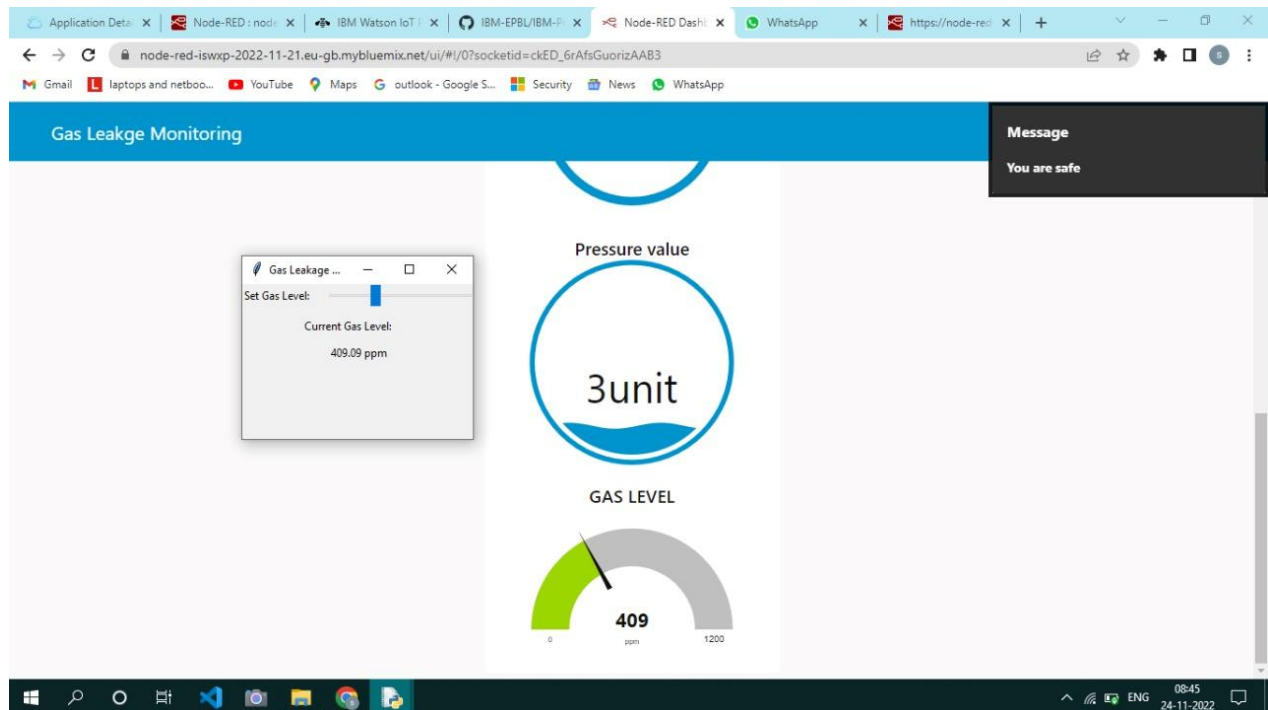 Application Deta
Node-RED : node
IBM Watson IoT P
IBM-EPBL/IBM-P
Node-RED Dashb
WhatsApp
https://node-red
node-red-iswxp-2022-11-21.eu-gb.mybluemix.net/ui/#!/0?socketid=ckED_6rAfsGuorizAAB3
S
Gmail
L laptops and netboo...
YouTube
Maps
G outlook - Google S...
Security
News
WhatsApp
Gas Leakge Monitoring
Message
You are safe
Pressure value
3unit
Gas Leakage ...
Set Gas Level:
Current Gas Level:
409.09 ppm
GAS LEVEL
409
ppm
0
1200
ENG
08:45
24-11-2022